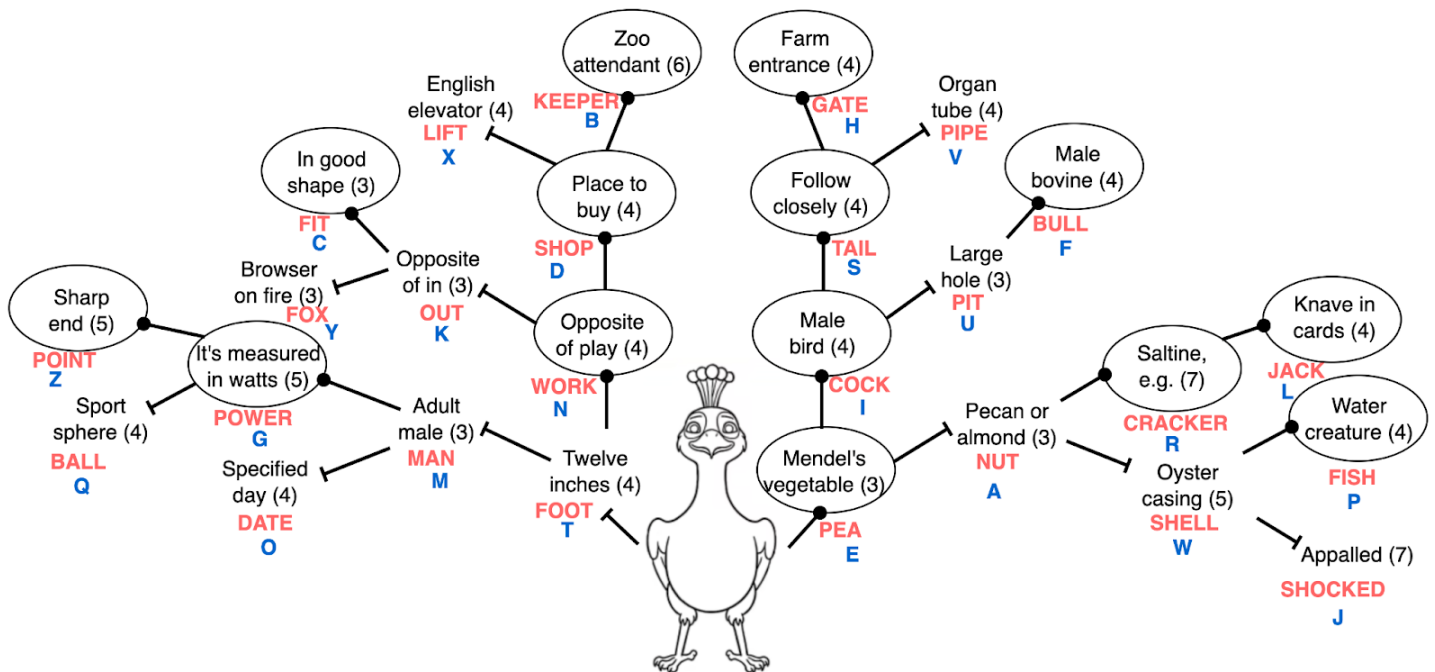 Zoo
attendant (6)
KEEPER
B
Farm
entrance (4)
GATE
H
English
elevator (4)
LIFT
X
Organ
tube (4)
PIPE
V
In good
shape (3)
FIT
C
Place to
buy (4)
SHOP
D
Follow
closely (4)
TAIL
S
Male
bovine (4)
BULL
F
Browser
on fire (3)
FOX
Y
Opposite
of in (3)
OUT
K
Large
hole (3)
PIT
U
Sharp
end (5)
POINT
Z
It's measured
in watts (5)
POWER
G
Opposite
of play (4)
WORK
N
Male
bird (4)
COCK
I
Saltine,
e.g. (7)
CRACKER
R
Knave in
cards (4)
JACK
L
Sport
sphere (4)
BALL
Q
Adult
male (3)
MAN
M
Pecan or
almond (3)
NUT
A
Water
creature (4)
FISH
P
Specified
day (4)
DATE
O
Twelve
inches (4)
FOOT
T
Mendel's
vegetable (3)
PEA
E
Oyster
casing (5)
SHELL
W
Appalled (7)
SHOCKED
J